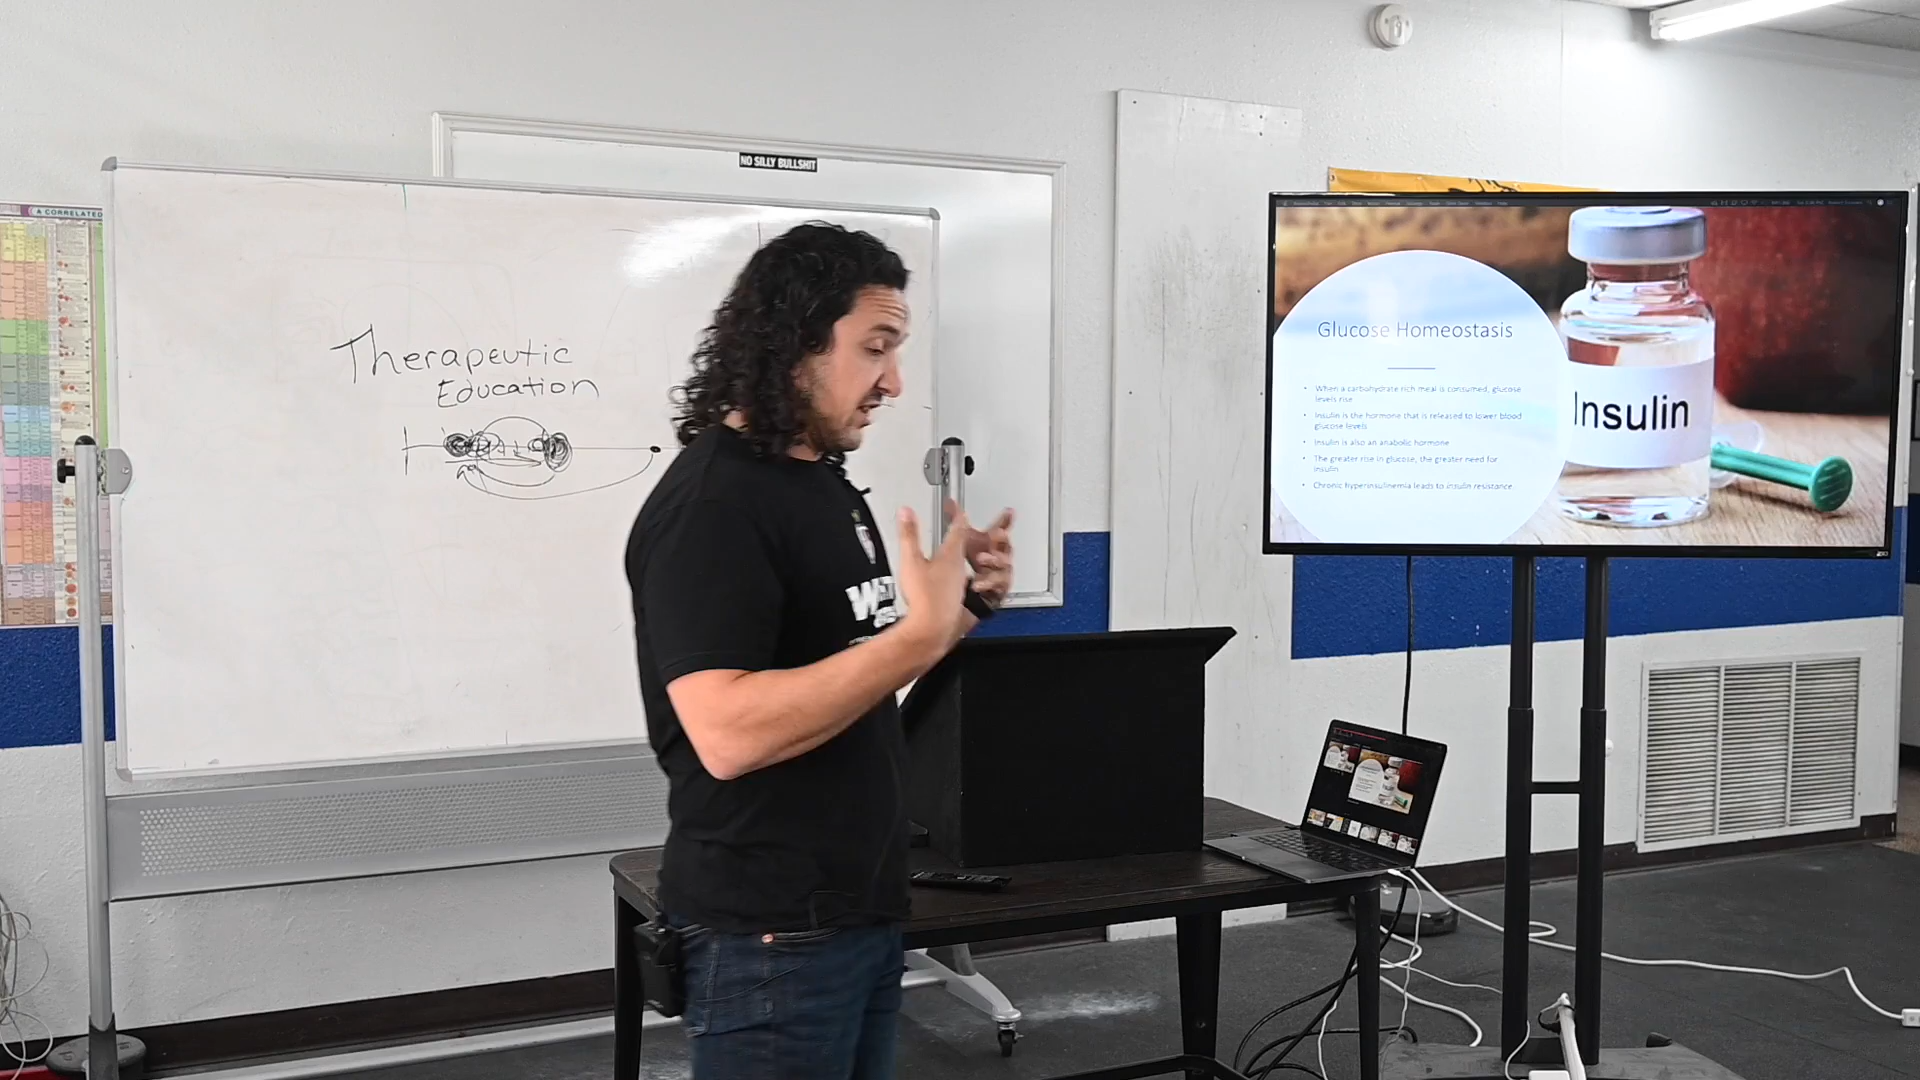 NO SILLY BULLSHIT
A CORRELATED
Therapeutic
Education
Glucose Homeostasis
• When a carbohydrate rich meal is consumed, glucose
levels rise
• Insulin is the hormone that is released to lower blood
glucose levels
• Insulin is also an anabolic hormone
• The greater rise in glucose, the greater need for
insulin
• Chronic hyperinsulinemia leads to insulin resistance.
Insulin